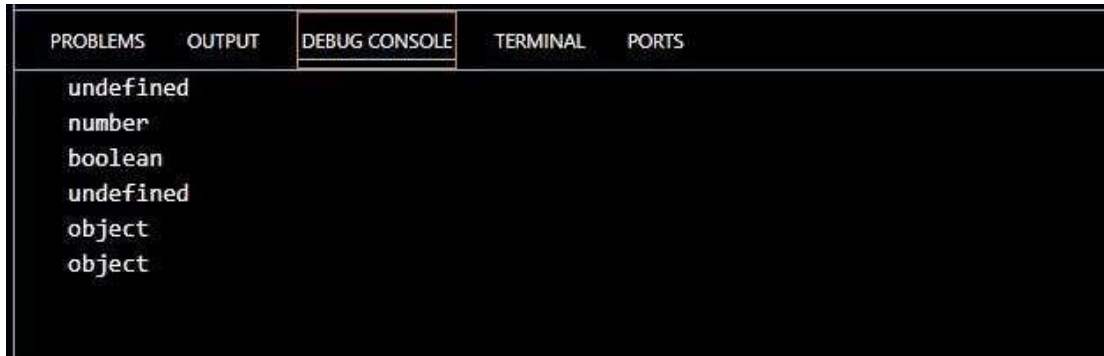 PROBLEMS OUTPUT DEBUG CONSOLE TERMINAL PORTS
undefined
number
boolean
undefined
object
object